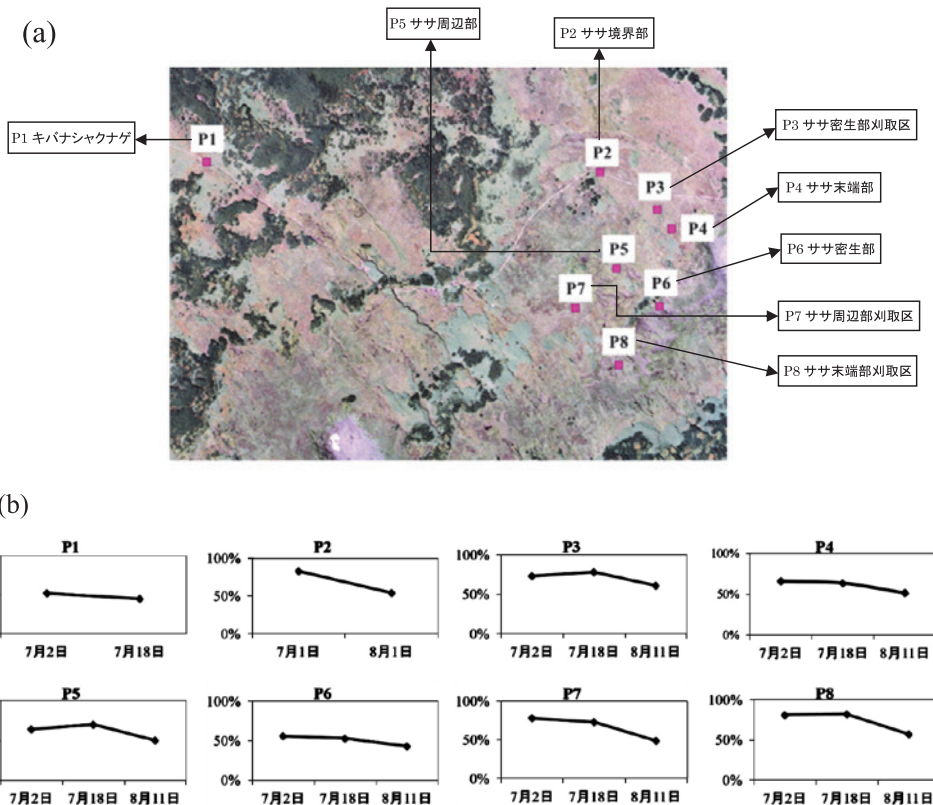 (a)
P5 ササ周辺部
P2 ササ境界部
P1 キバナシャクナゲ
P3 ササ密生部刈取区
P4 ササ末端部
P6 ササ密生部
P7 ササ周辺部刈取区
P8 ササ末端部刈取区
P1
P2
P3
P4
P5
P6
P7
P8
(b)
P1
7月2日 7月18日
P2
100%
50%
0%
7月1日 8月1日
P3
100%
50%
0%
7月2日 7月18日 8月11日
P4
100%
50%
0%
7月2日 7月18日 8月11日
P5
7月2日 7月18日 8月11日
P6
100%
50%
0%
7月2日 7月18日 8月11日
P7
100%
50%
0%
7月2日 7月18日 8月11日
P8
100%
50%
0%
7月2日 7月18日 8月11日